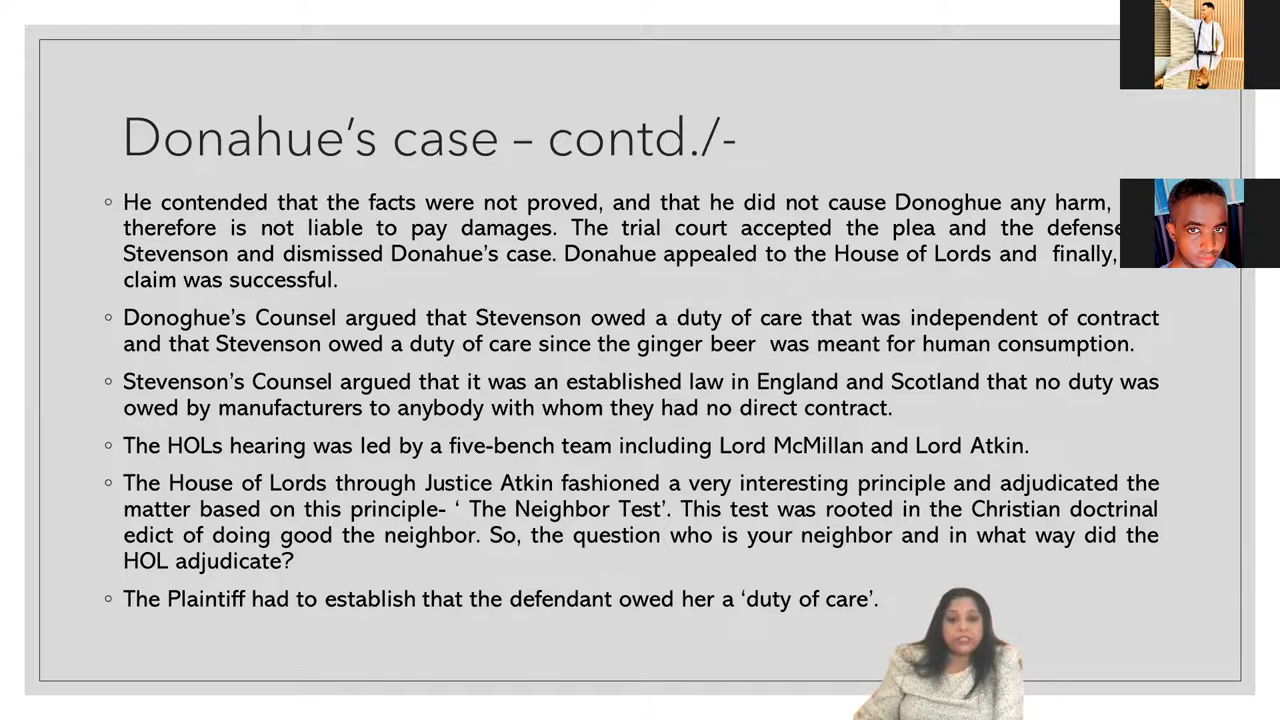 Donahue's case – contd./-
He contended that the facts were not proved, and that he did not cause Donoghue any harm,
therefore is not liable to pay damages. The trial court accepted the plea and the defense
Stevenson and dismissed Donahue's case. Donahue appealed to the House of Lords and finally,
claim was successful.
Donoghue's Counsel argued that Stevenson owed a duty of care that was independent of contract
and that Stevenson owed a duty of care since the ginger beer was meant for human consumption.
Stevenson's Counsel argued that it was an established law in England and Scotland that no duty was
owed by manufacturers to anybody with whom they had no direct contract.
The HOLs hearing was led by a five-bench team including Lord McMillan and Lord Atkin.
The House of Lords through Justice Atkin fashioned a very interesting principle and adjudicated the
matter based on this principle- ' The Neighbor Test'. This test was rooted in the Christian doctrinal
edict of doing good the neighbor. So, the question who is your neighbor and in what way did the
HOL adjudicate?
The Plaintiff had to establish that the defendant owed her a 'duty of care'.